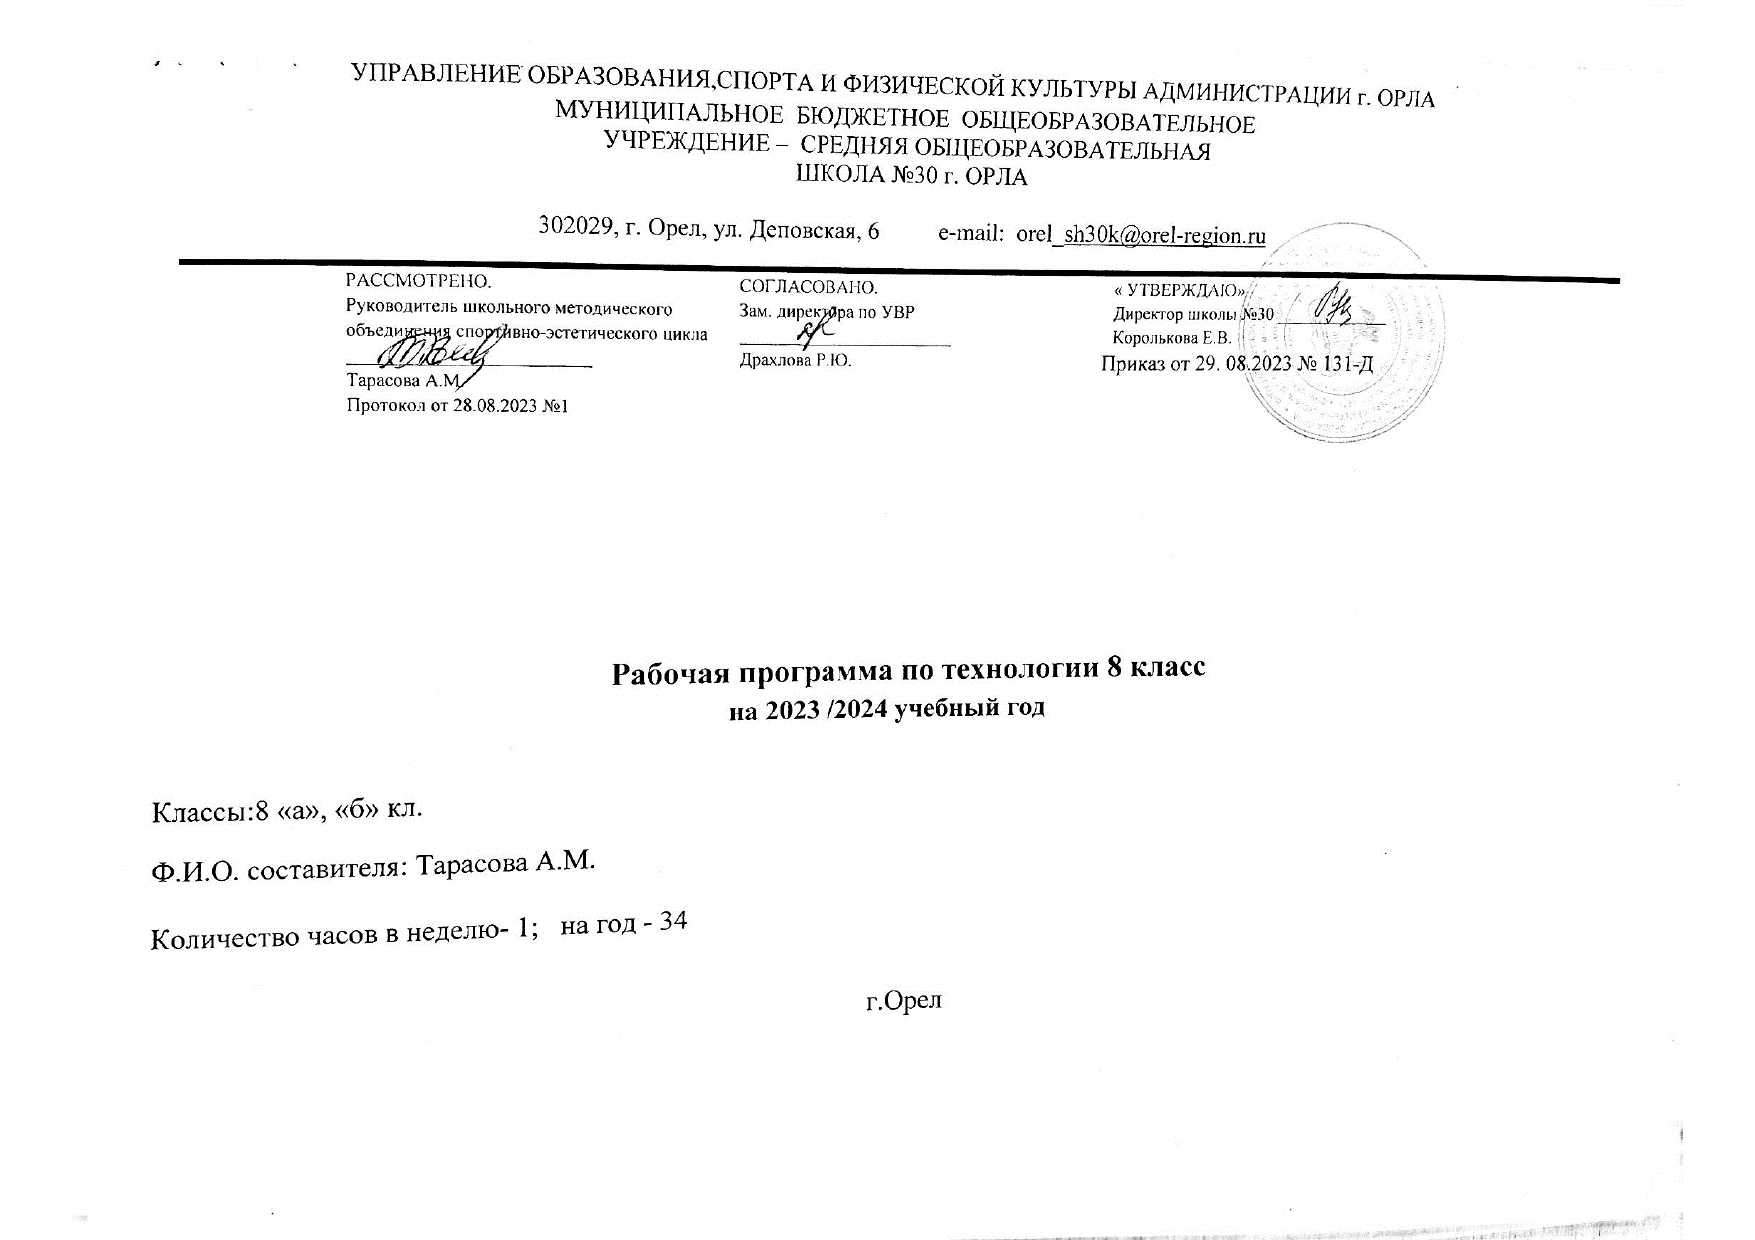 УПРАВЛЕНИЕ ОБРАЗОВАНИЯ,СПОРТА И ФИЗИЧЕСКОЙ КУЛЬТУРЫ АДМИНИСТРАЦИИ г. ОРЛА
МУНИЦИПАЛЬНОЕ БЮДЖЕТНОЕ ОБЩЕОБРАЗОВАТЕЛЬНОЕ
УЧРЕЖДЕНИЕ – СРЕДНЯЯ ОБЩЕОБРАЗОВАТЕЛЬНАЯ
ШКОЛА №30 г. ОРЛА
302029, г. Орел, ул. Деповская, 6 e-mail: orel_sh30k@orel-region.ru
РАССМОТРЕНО.
Руководитель школьного методического
объединения спортивно-эстетического цикла
Тарасова А.М.
Протокол от 28.08.2023 №1
СОГЛАСОВАНО.
Зам. директора по УВР
Драхлова Р.Ю.
« УТВЕРЖДАЮ»
Директор школы №30
Королькова Е.В.
Приказ от 29. 08.2023 № 131-Д
Рабочая программа по технологии 8 класс
на 2023 /2024 учебный год
Классы:8 «а», «б» кл.
Ф.И.О. составителя: Тарасова А.М.
Количество часов в неделю- 1; на год - 34
г.Орел